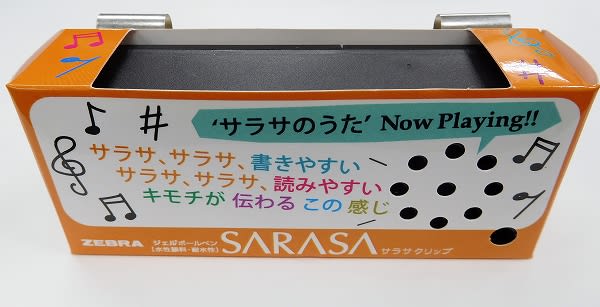 ‘サラサのうた’ Now Playing!!
サラサ、サラサ、書きやすい
サラサ、サラサ、読みやすい
キモチが 伝わる この 感じ
ZEBRA ジェルボールペン SARASA サラサクリップ
[水性顔料・耐水性]